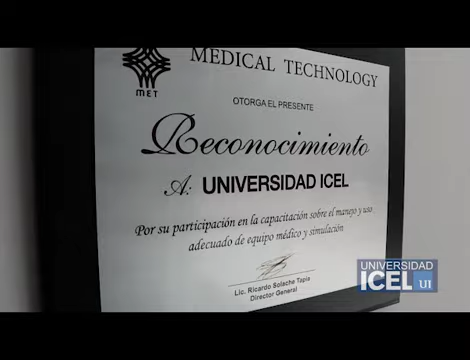 MEDICAL TECHNOLOGY
MET
OTORGA EL PRESENTE
Reconocimiento
A: UNIVERSIDAD ICEL
Por su participación en la capacitación sobre el manejo y uso
adecuado de equipo médico y simulación
Lic. Ricardo Solache Tapia
Director General
UNIVERSIDAD
ICEL UI